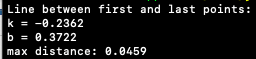 Line between first and last points:
k = -0.2362
b = 0.3722
max distance: 0.0459